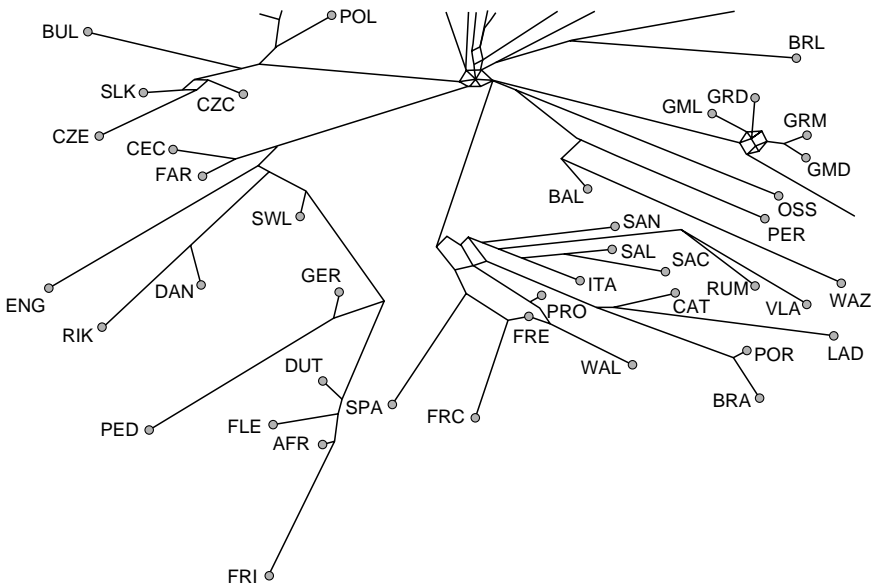 POL
BUL
BRL
SLK
CZC
GRD
GML
GRM
CZE
CEC
GMD
FAR
BAL
OSS
SWL
SAN
PER
SAL
SAC
GER
DAN
ITA
RUM
ENG
PRO
CAT
VLA
WAZ
RIK
FRE
LAD
DUT
WAL
POR
SPA
FRC
BRA
PED
FLE
AFR
FRI